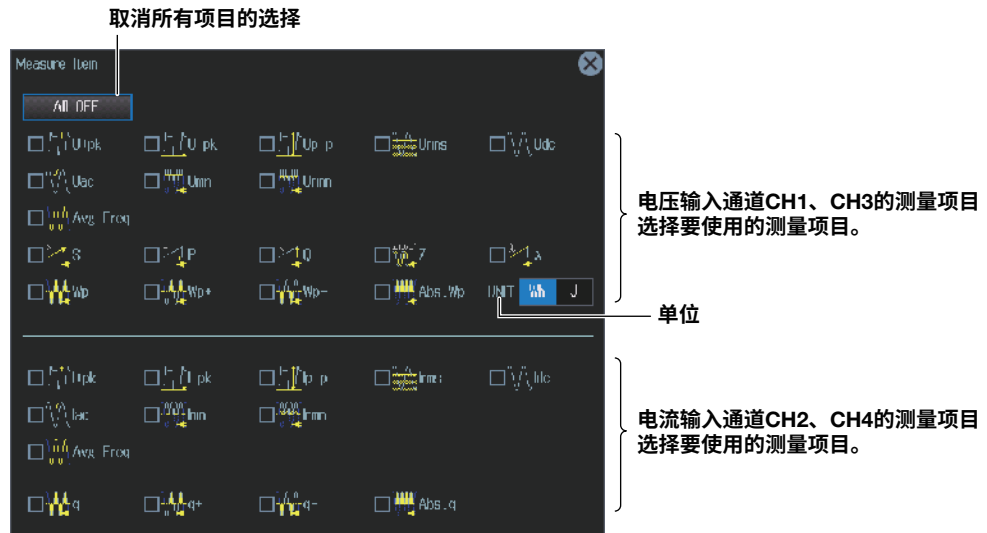 取消所有项目的选择
Measure Item
All OFF
U+pk U-pk Up-p Urms Udc
Uac Umn Urmn
Avg Freq
S P Q Z λ
Wp Wp+ Wp- Abs.Wp UNIT Wh J
电压输入通道CH1、CH3的测量项目
选择要使用的测量项目。
单位
I+pk I-pk Ip-p Irms Idc
Iac Imn Irmn
Avg Freq
q q+ q- Abs.q
电流输入通道CH2、CH4的测量项目
选择要使用的测量项目。